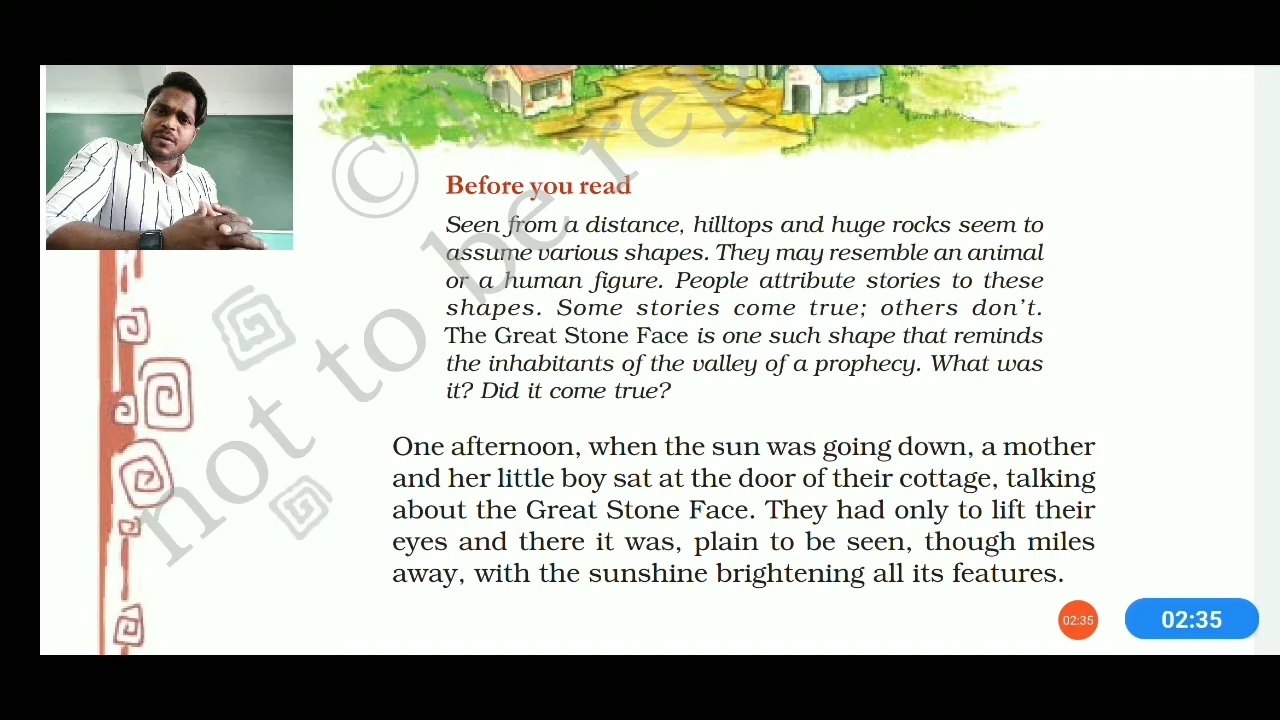 © not to be rep
Before you read
Seen from a distance, hilltops and huge rocks seem to
assume various shapes. They may resemble an animal
or a human figure. People attribute stories to these
shapes. Some stories come true; others don't.
The Great Stone Face is one such shape that reminds
the inhabitants of the valley of a prophecy. What was
it? Did it come true?
One afternoon, when the sun was going down, a mother
and her little boy sat at the door of their cottage, talking
about the Great Stone Face. They had only to lift their
eyes and there it was, plain to be seen, though miles
away, with the sunshine brightening all its features.
02:35
02:35